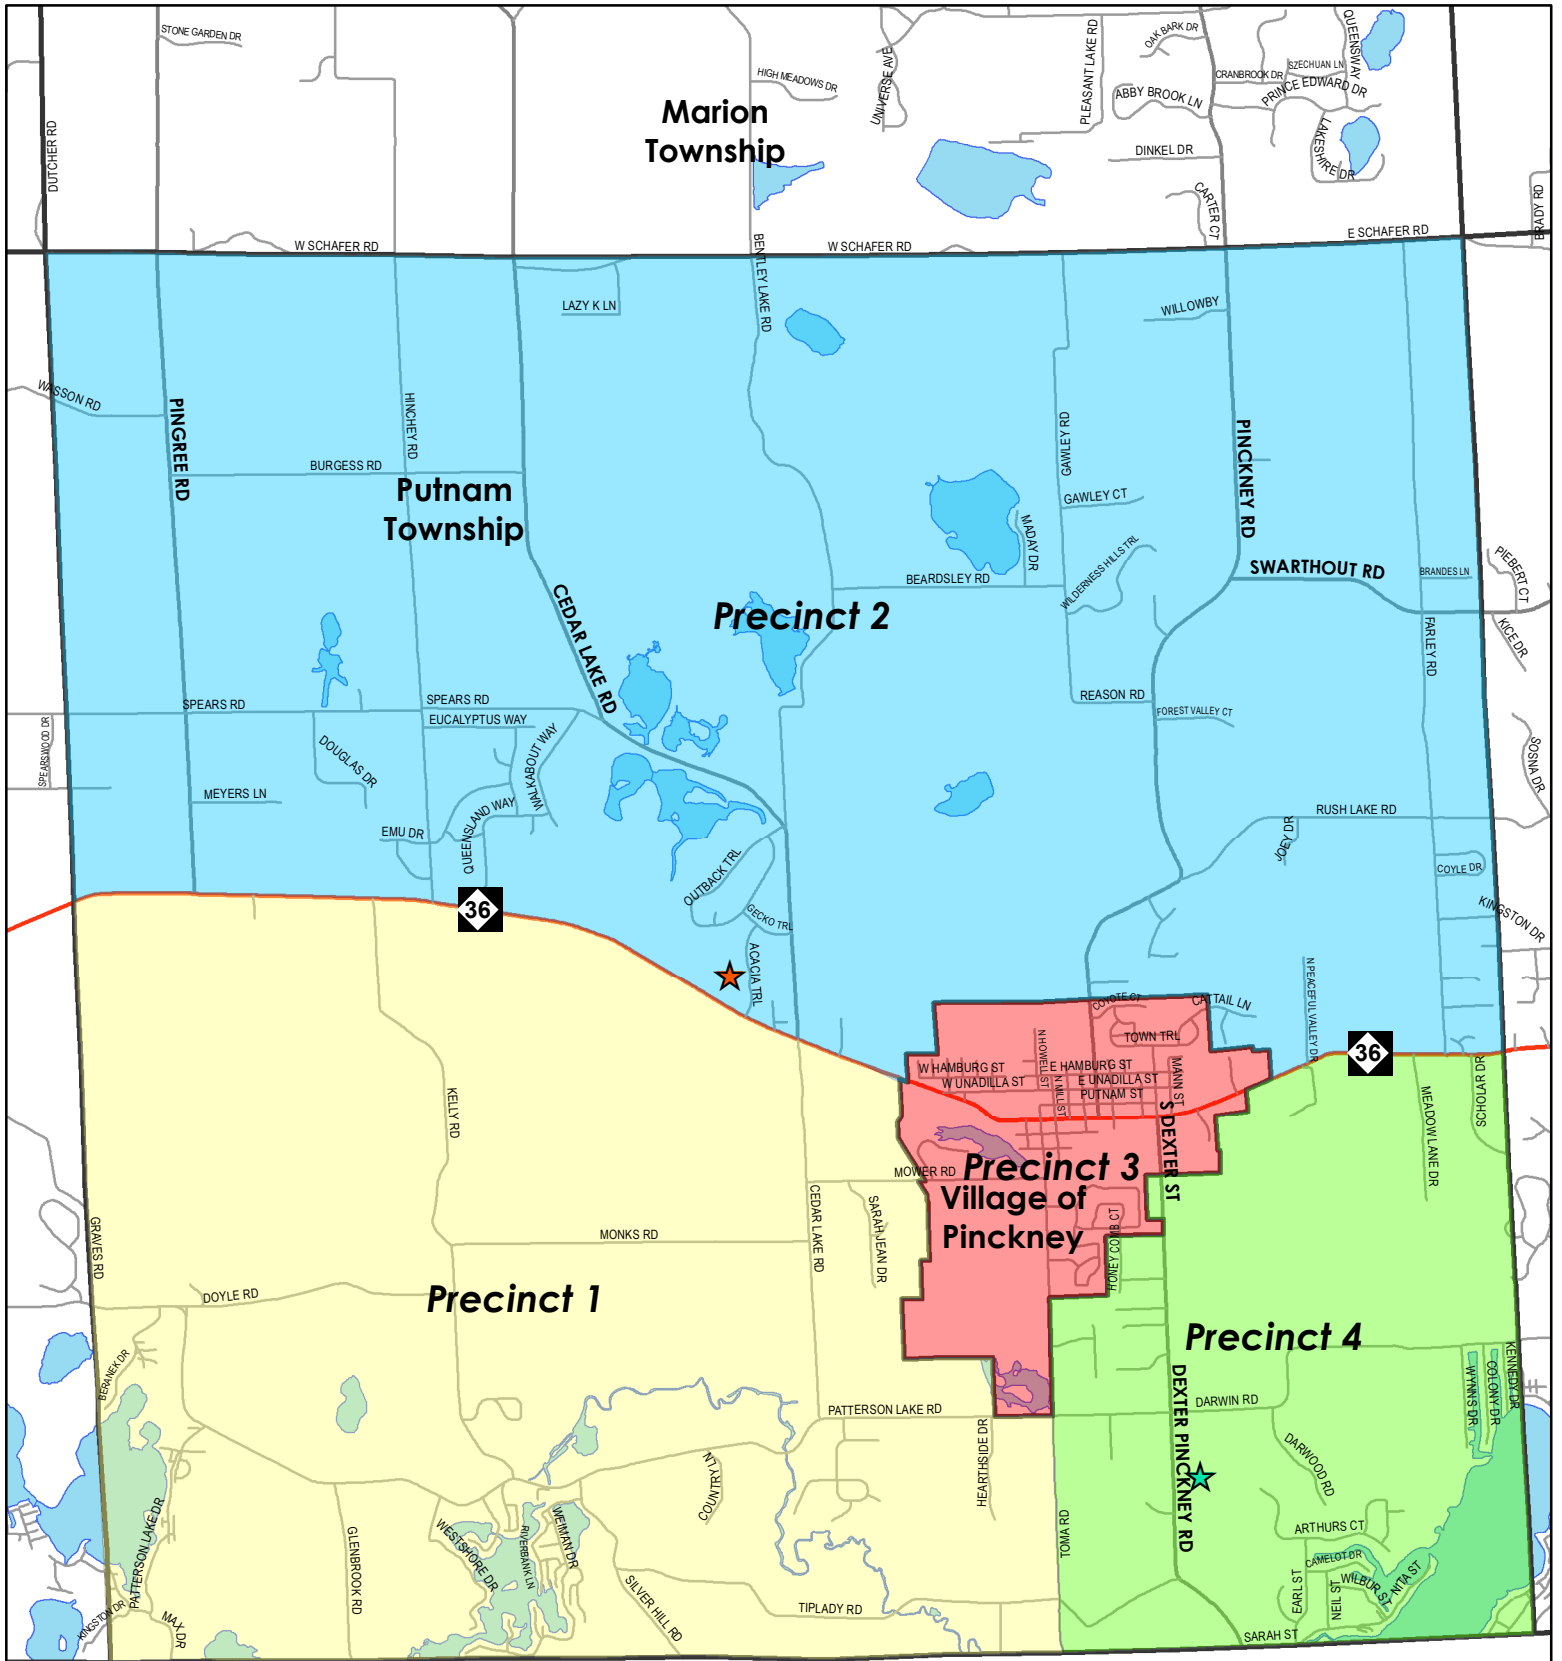 STONE GARDEN DR
HIGH MEADOWS DR
UNIVERSE AVE
PLEASANT LAKE RD
OAK BARK DR
QUEENSWAY
SZECHUAN LN
CRANBROOK DR
PRINCE EDWARD DR
ABBY BROOK LN
LAKESHIRE DR
DINKEL DR
CARTER CT
DUTCHER RD
BRADY RD
Marion
Township
W SCHAFER RD
W SCHAFER RD
E SCHAFER RD
BENTLEY LAKE RD
LAZY K LN
WILLOWBY
WASSON RD
PINGREE RD
HINCHEY RD
GAWLEY RD
PINCKNEY RD
BURGESS RD
Putnam
Township
GAWLEY CT
MADAY DR
WILDERNESS HILLS TRL
BEARDSLEY RD
SWARTHOUT RD
BRANDES LN
PIEBERT CT
KICE DR
FARLEY RD
CEDAR LAKE RD
Precinct 2
SPEARS RD
SPEARS RD
EUCALYPTUS WAY
REASON RD
FOREST VALLEY CT
SPEARSWOOD DR
DOUGLAS DR
WALKABOUT WAY
SOSNA DR
MEYERS LN
QUEENSLAND WAY
EMU DR
RUSH LAKE RD
JOEY DR
COYLE DR
OUTBACK TRL
GECKO TRL
KINGSTON DR
36
ACACIA TRL
N PEACEFUL VALLEY DR
COYOTE CT
CATTAIL LN
TOWN TRL
N HOWELL ST
36
W HAMBURG ST
E HAMBURG ST
W UNADILLA ST
E UNADILLA ST
N MILL ST
PUTNAM ST
MANN ST
S DEXTER ST
SCHOLAR DR
MEADOW LANE DR
KELLY RD
MOWER RD
Precinct 3
Village of
Pinckney
CEDAR LAKE RD
SARAH JEAN DR
HONEY COMB CT
GRAVES RD
MONKS RD
DOYLE RD
Precinct 1
Precinct 4
BERANEK DR
WYNNS DR
COLONY DR
KENNEDY DR
PATTERSON LAKE RD
DARWIN RD
DEXTER PINCKNEY RD
HEARTHSIDE DR
DARWOOD RD
COUNTRY LN
PATTERSON LAKE DR
GLENBROOK RD
WESTSHORE DR
RIVERBANK LN
WEIMAN DR
TOMA RD
ARTHURS CT
CAMELOT DR
WILBUR ST
NITA ST
EARL ST
NEIL ST
SILVER HILL RD
TIPLADY RD
KINGSTON DR
MAX DR
SARAH ST